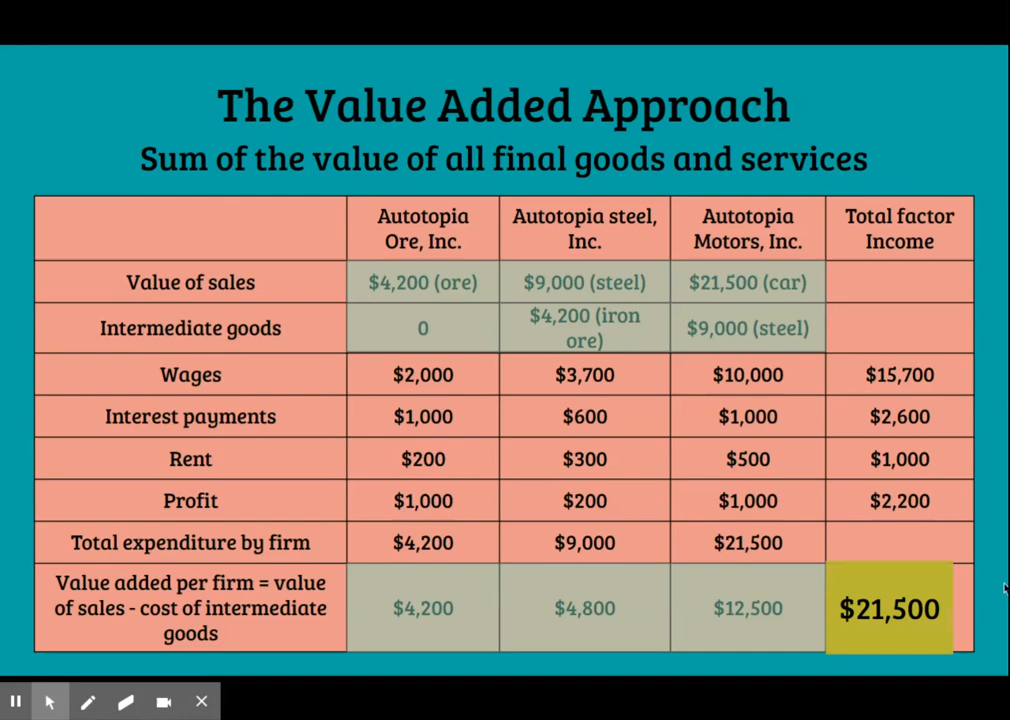 The Value Added Approach
Sum of the value of all final goods and services
Autotopia Ore, Inc. Autotopia steel, Inc. Autotopia Motors, Inc. Total factor Income
Value of sales $4,200 (ore) $9,000 (steel) $21,500 (car)
Intermediate goods 0 $4,200 (iron ore) $9,000 (steel)
Wages $2,000 $3,700 $10,000 $15,700
Interest payments $1,000 $600 $1,000 $2,600
Rent $200 $300 $500 $1,000
Profit $1,000 $200 $1,000 $2,200
Total expenditure by firm $4,200 $9,000 $21,500
Value added per firm = value of sales - cost of intermediate goods $4,200 $4,800 $12,500 $21,500